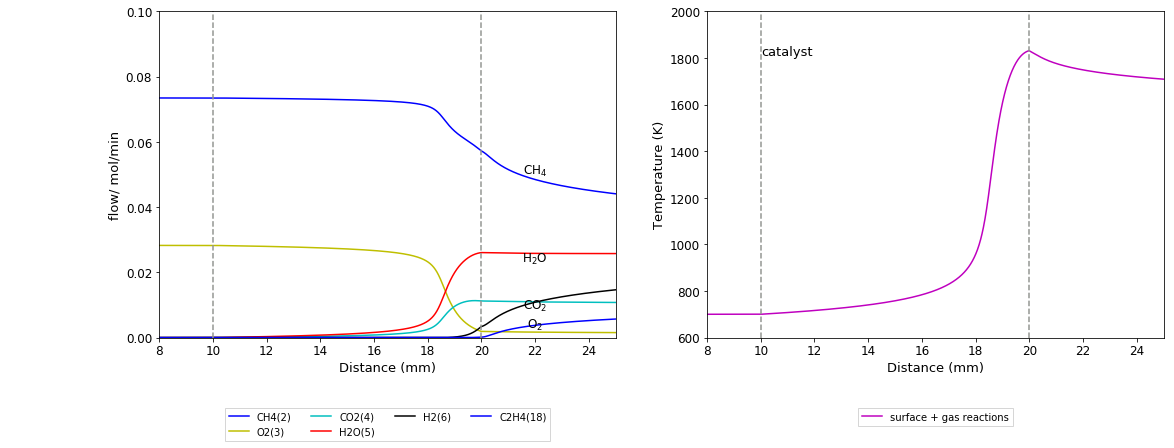 0.10
0.08
0.06
0.04
0.02
0.00
flow/ mol/min
CH4
H2O
CO2
O2
8 10 12 14 16 18 20 22 24
Distance (mm)
CH4(2) CO2(4) H2(6) C2H4(18)
O2(3) H2O(5)
2000
1800
1600
1400
1200
1000
800
600
Temperature (K)
catalyst
8 10 12 14 16 18 20 22 24
Distance (mm)
surface + gas reactions